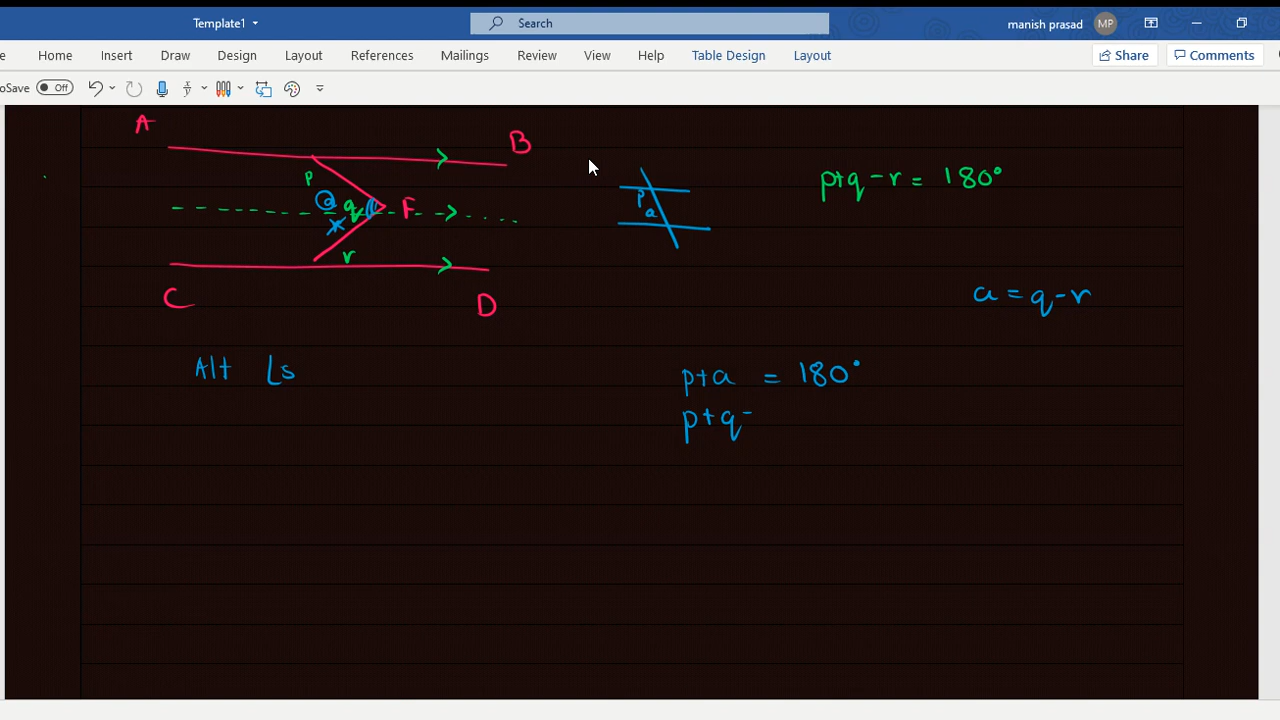 Template1
Search
manish prasad
MP
Home Insert Draw Design Layout References Mailings Review View Help Table Design Layout
Share
Comments
Off
A
B
p
a
q
F
x
r
C
D
p
a
p+q-r = 180°
a = q-r
Alt Ls
p+a = 180°
p+q-